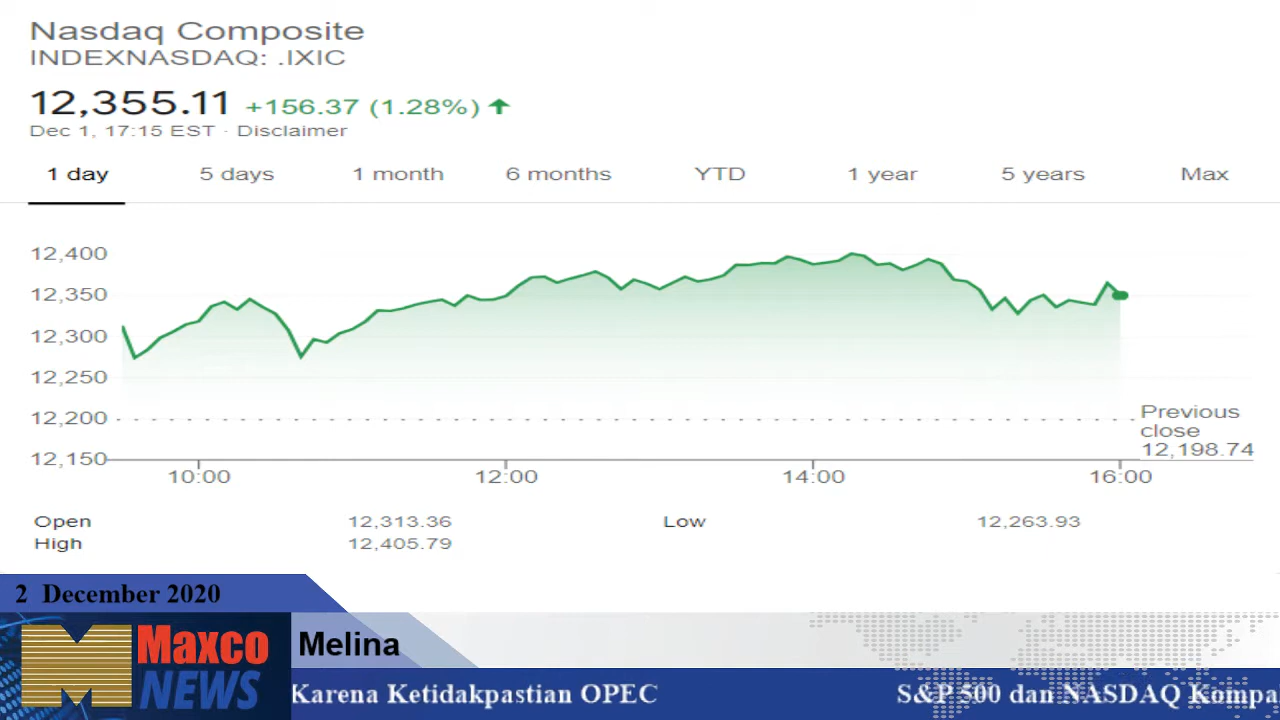 Nasdaq Composite
INDEXNASDAQ: .IXIC
12,355.11 +156.37 (1.28%)
Dec 1, 17:15 EST · Disclaimer
1 day 5 days 1 month 6 months YTD 1 year 5 years Max
12,400
12,350
12,300
12,250
12,200
12,150
Previous
close
12,198.74
10:00 12:00 14:00 16:00
Open 12,313.36 Low 12,263.93
High 12,405.79
2 December 2020
Maxco
NEWS
Melina
Karena Ketidakpastian OPEC S&P 500 dan NASDAQ Kompa